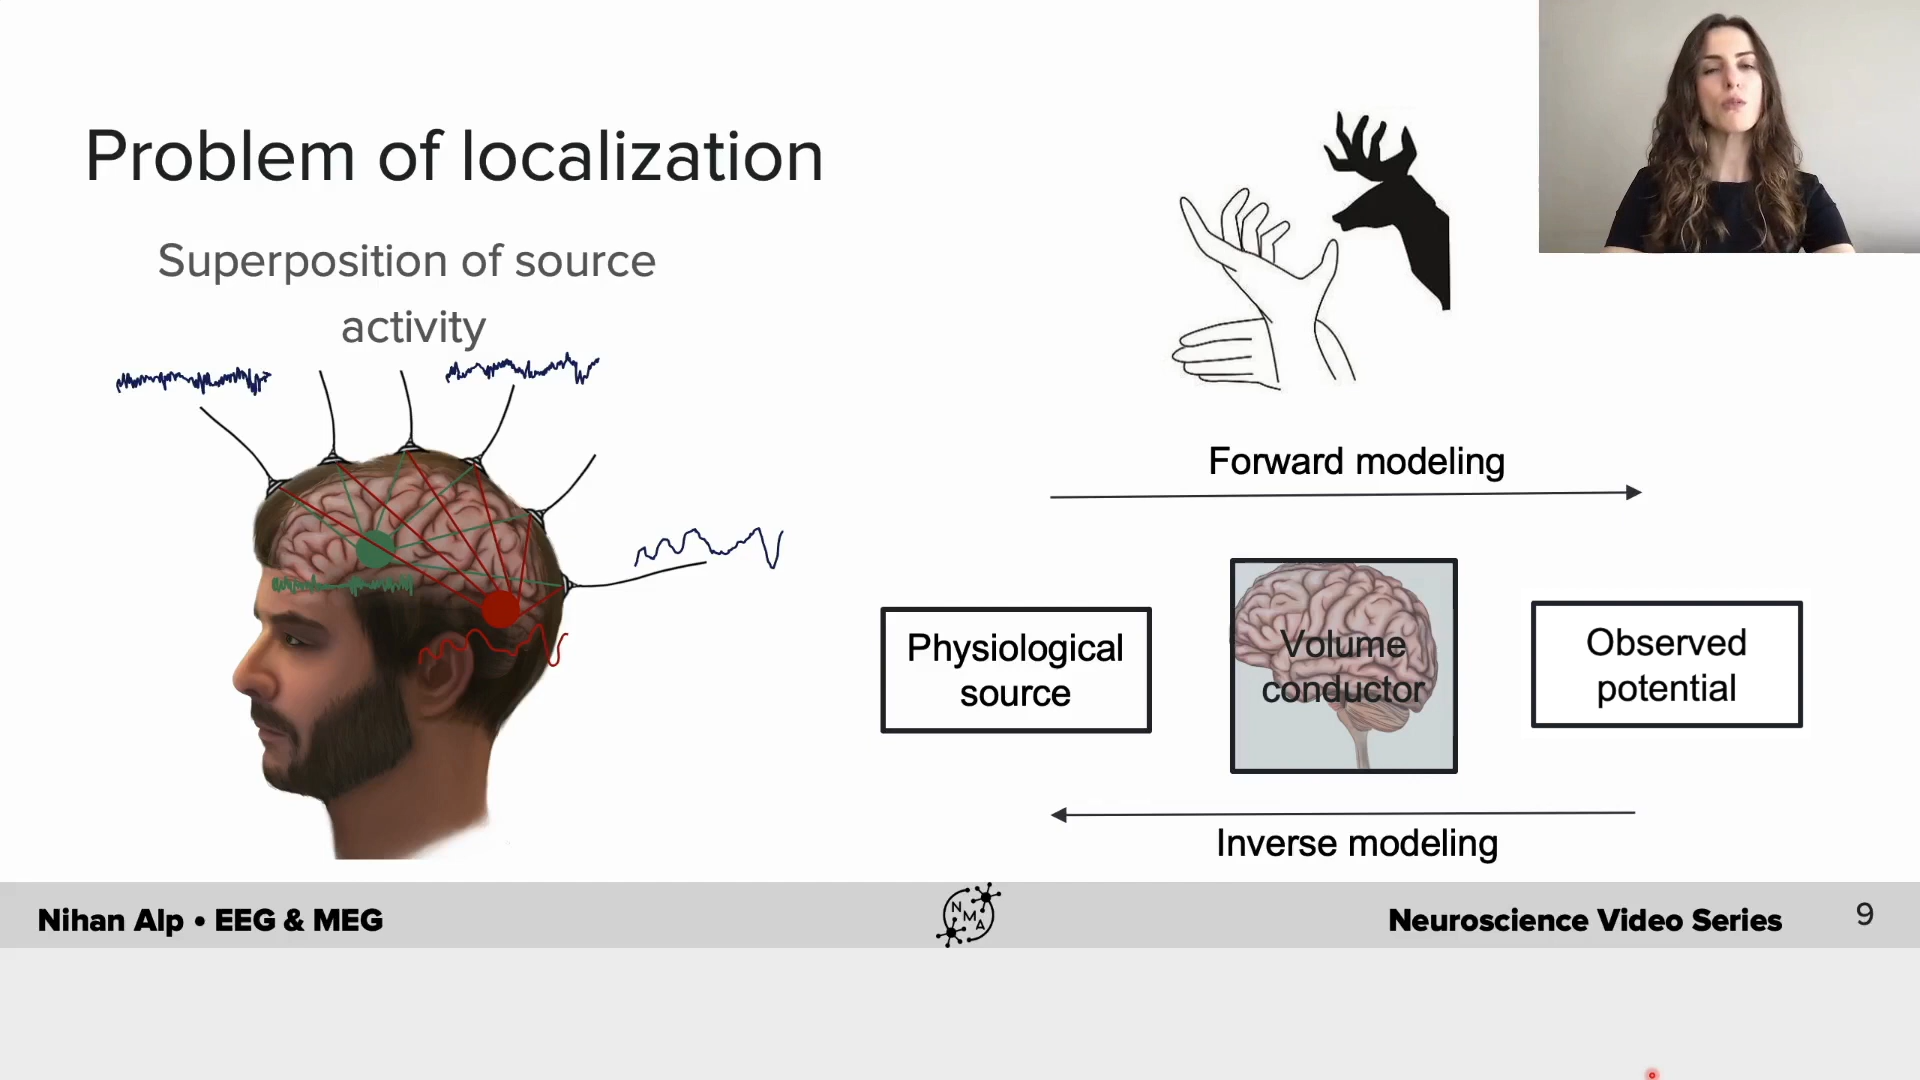 Problem of localization
Superposition of source
activity
Forward modeling
Physiological
source
Volume
conductor
Observed
potential
Inverse modeling
Nihan Alp • EEG & MEG
N
M
A
Neuroscience Video Series
9